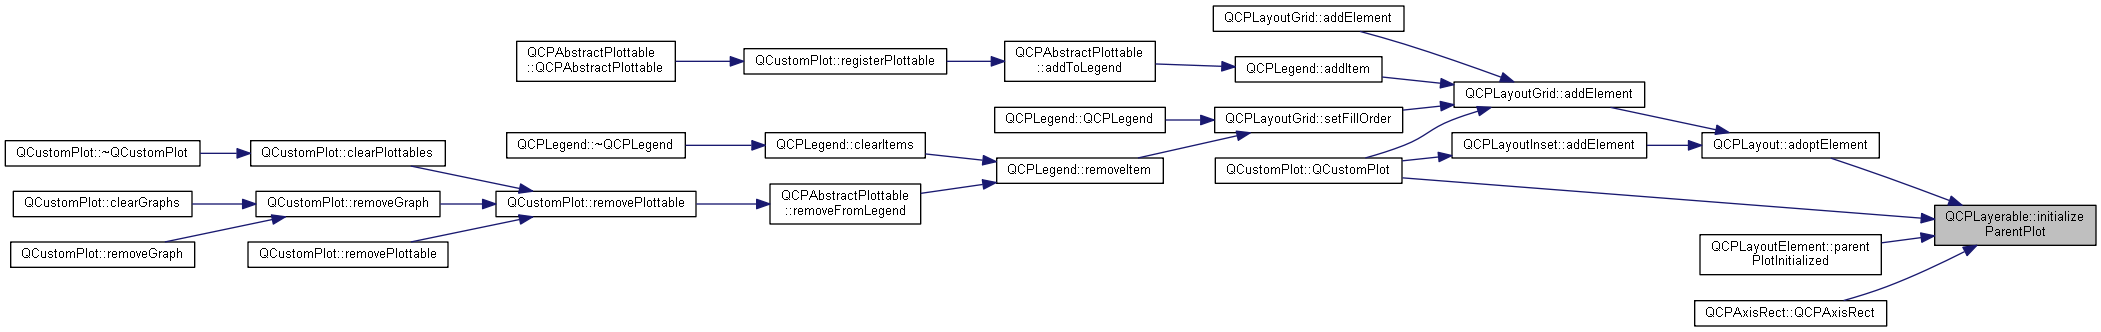 QCPLayoutGrid::addElement
QCPAbstractPlottable
::QCPAbstractPlottable
QCustomPlot::registerPlottable
QCPAbstractPlottable
::addToLegend
QCPLegend::addItem
QCPLayoutGrid::addElement
QCPLegend::QCPLegend
QCPLayoutGrid::setFillOrder
QCustomPlot::~QCustomPlot
QCustomPlot::clearPlottables
QCPLegend::~QCPLegend
QCPLegend::clearItems
QCPLayoutInset::addElement
QCPLayout::adoptElement
QCPLegend::removeItem
QCustomPlot::QCustomPlot
QCustomPlot::clearGraphs
QCustomPlot::removeGraph
QCustomPlot::removePlottable
QCPAbstractPlottable
::removeFromLegend
QCPLayerable::initialize
ParentPlot
QCustomPlot::removeGraph
QCustomPlot::removePlottable
QCPLayoutElement::parent
PlotInitialized
QCPAxisRect::QCPAxisRect